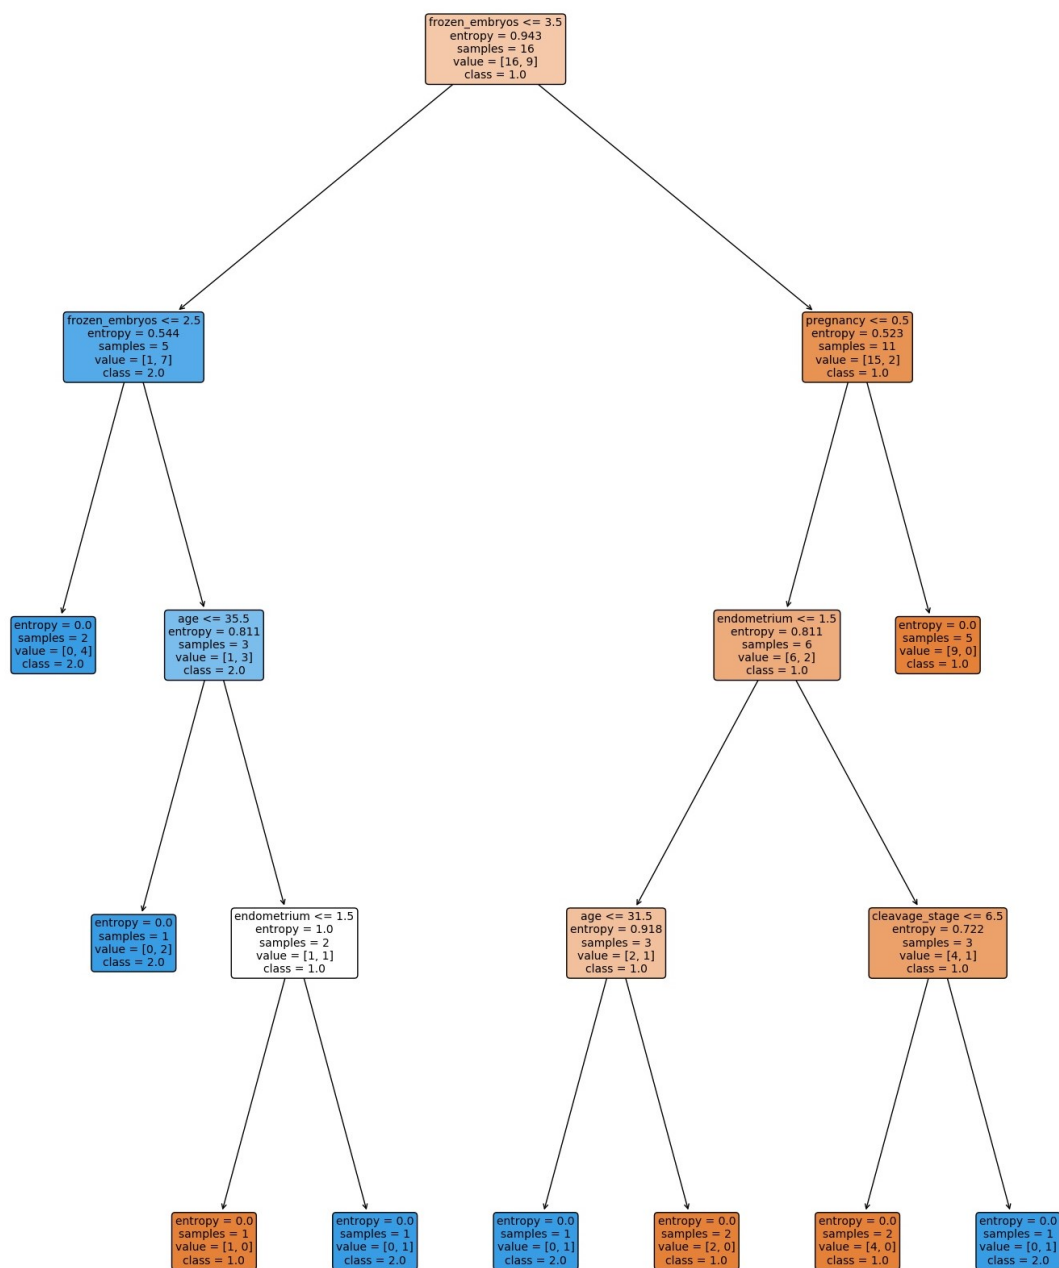 frozen_embryos <= 3.5
entropy = 0.943
samples = 16
value = [16, 9]
class = 1.0
frozen_embryos <= 2.5
entropy = 0.544
samples = 5
value = [1, 7]
class = 2.0
pregnancy <= 0.5
entropy = 0.523
samples = 11
value = [15, 2]
class = 1.0
entropy = 0.0
samples = 2
value = [0, 4]
class = 2.0
age <= 35.5
entropy = 0.811
samples = 3
value = [1, 3]
class = 2.0
endometrium <= 1.5
entropy = 0.811
samples = 6
value = [6, 2]
class = 1.0
entropy = 0.0
samples = 5
value = [9, 0]
class = 1.0
entropy = 0.0
samples = 1
value = [0, 2]
class = 2.0
endometrium <= 1.5
entropy = 1.0
samples = 2
value = [1, 1]
class = 1.0
age <= 31.5
entropy = 0.918
samples = 3
value = [2, 1]
class = 1.0
cleavage_stage <= 6.5
entropy = 0.722
samples = 3
value = [4, 1]
class = 1.0
entropy = 0.0
samples = 1
value = [1, 0]
class = 1.0
entropy = 0.0
samples = 1
value = [0, 1]
class = 2.0
entropy = 0.0
samples = 1
value = [0, 1]
class = 2.0
entropy = 0.0
samples = 2
value = [2, 0]
class = 1.0
entropy = 0.0
samples = 2
value = [4, 0]
class = 1.0
entropy = 0.0
samples = 1
value = [0, 1]
class = 2.0